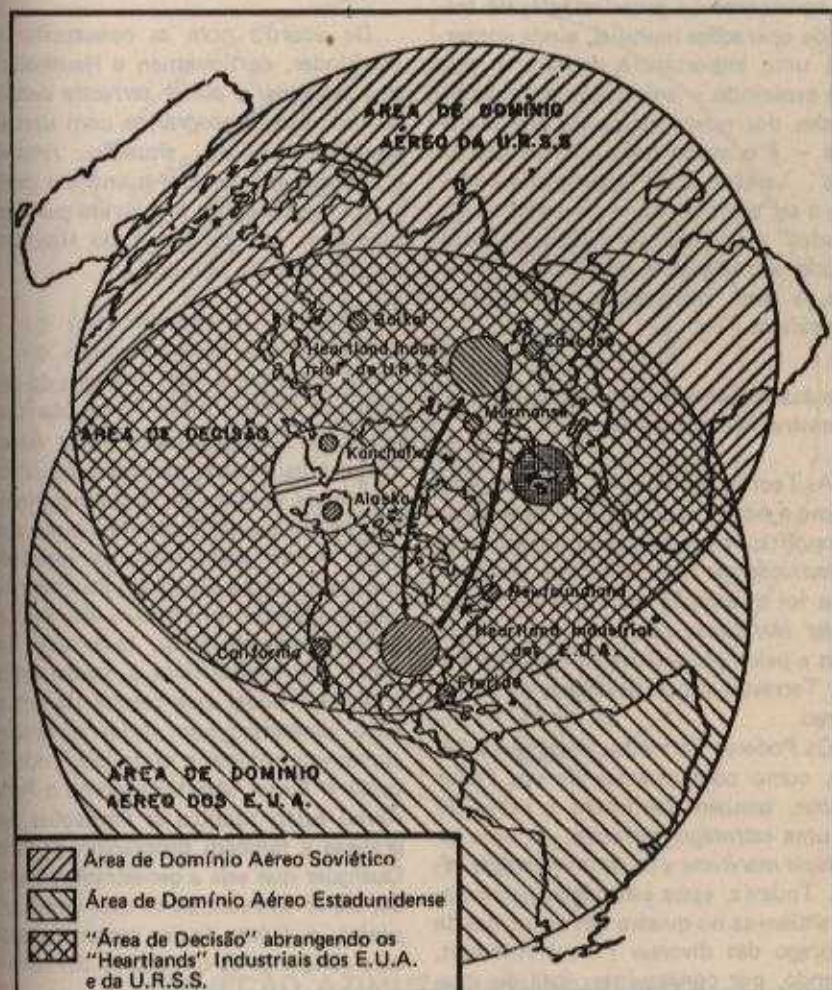 ÁREA DE DOMÍNIO
AÉREO DA U.R.S.S
Baikal
"Heartland Indus
trial" da U.R.S.S.
Cáucaso
Murmansk
ÁREA DE DECISÃO
Kanchatka
Alaska
Newfoundland
"Heartland Industrial"
dos E.U.A.
Califórnia
Flórida
ÁREA DE DOMÍNIO
AÉREO DOS E.U.A.
Área de Domínio Aéreo Soviético
Área de Domínio Aéreo Estadunidense
"Área de Decisão" abrangendo os
"Heartlands" Industriais dos E.U.A.
e da U.R.S.S.